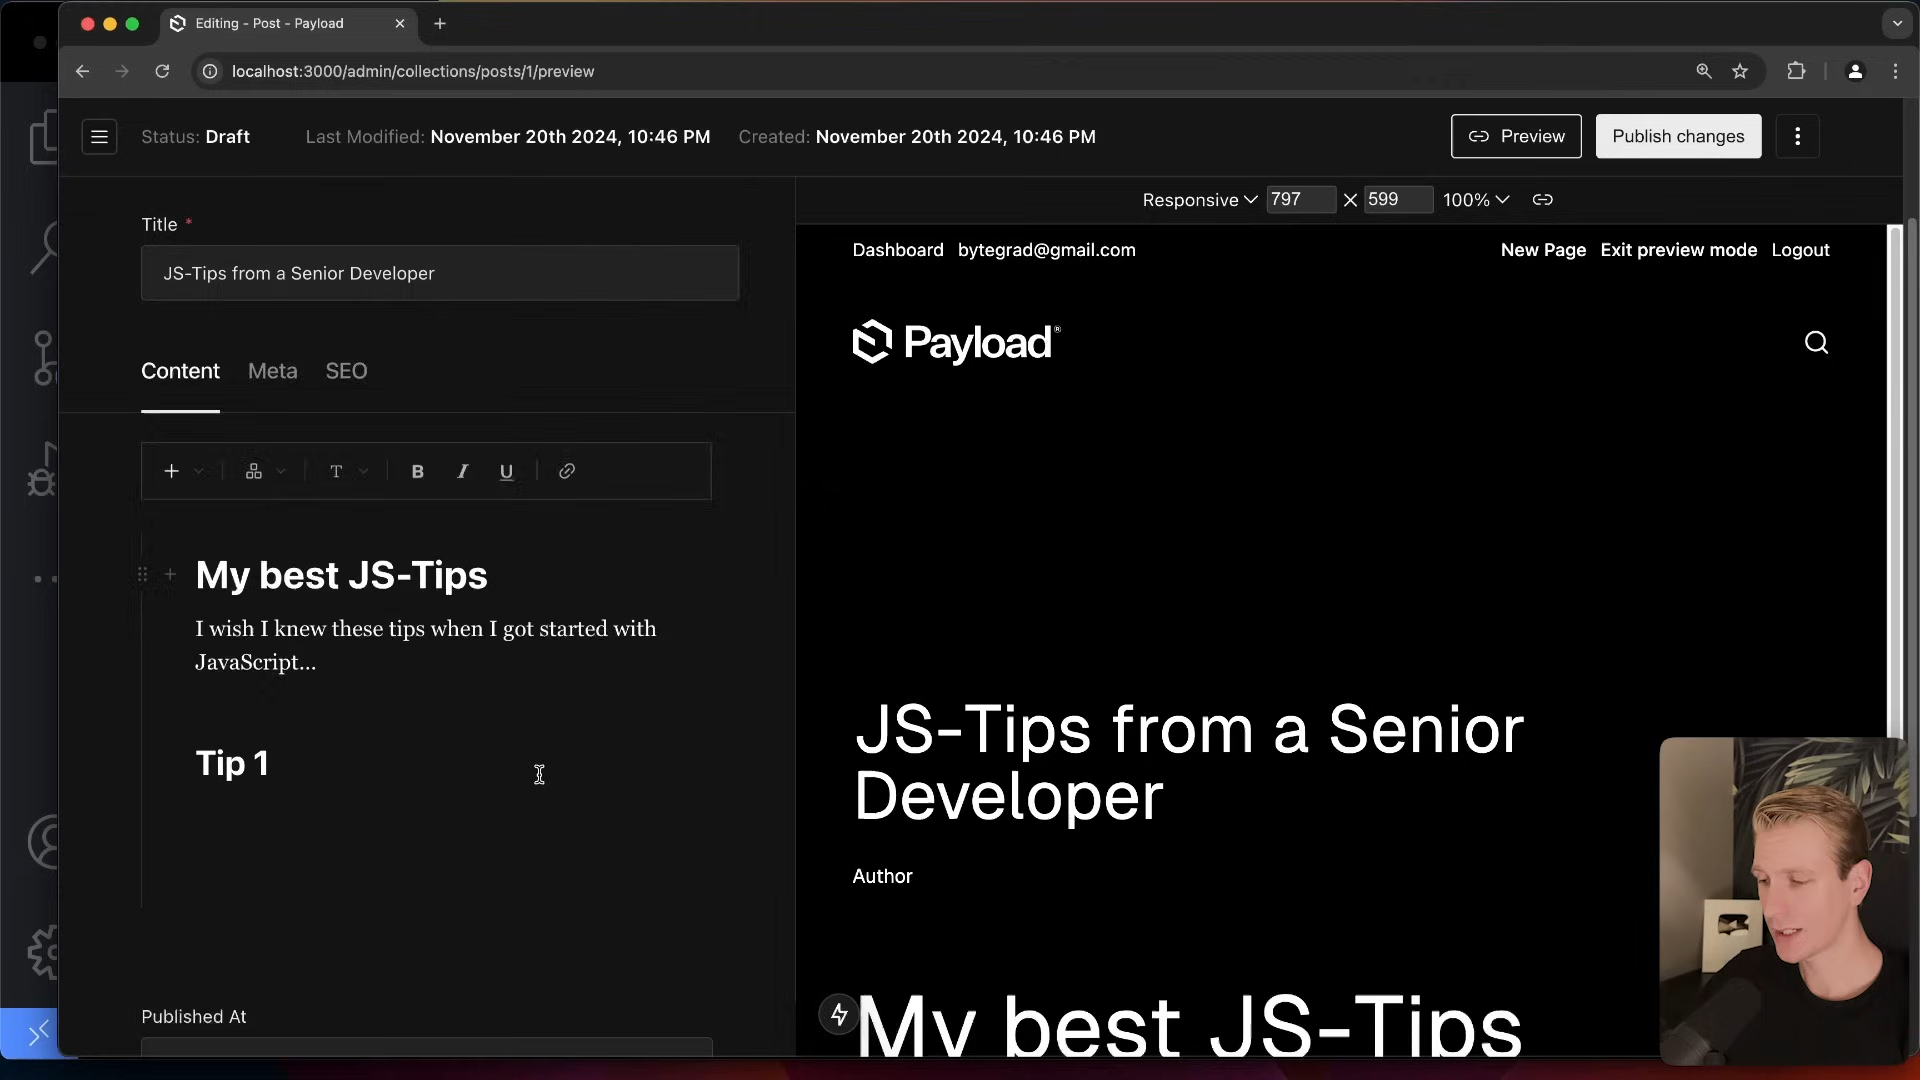 Editing - Post - Payload
localhost:3000/admin/collections/posts/1/preview
Status: Draft
Last Modified: November 20th 2024, 10:46 PM
Created: November 20th 2024, 10:46 PM
Preview
Publish changes
Title *
JS-Tips from a Senior Developer
Content
Meta
SEO
T
B
I
U
My best JS-Tips
I wish I knew these tips when I got started with
JavaScript...
Tip 1
Published At
Responsive
797
599
100%
Dashboard
bytegrad@gmail.com
New Page
Exit preview mode
Logout
Payload®
JS-Tips from a Senior
Developer
Author
My best JS-Tips